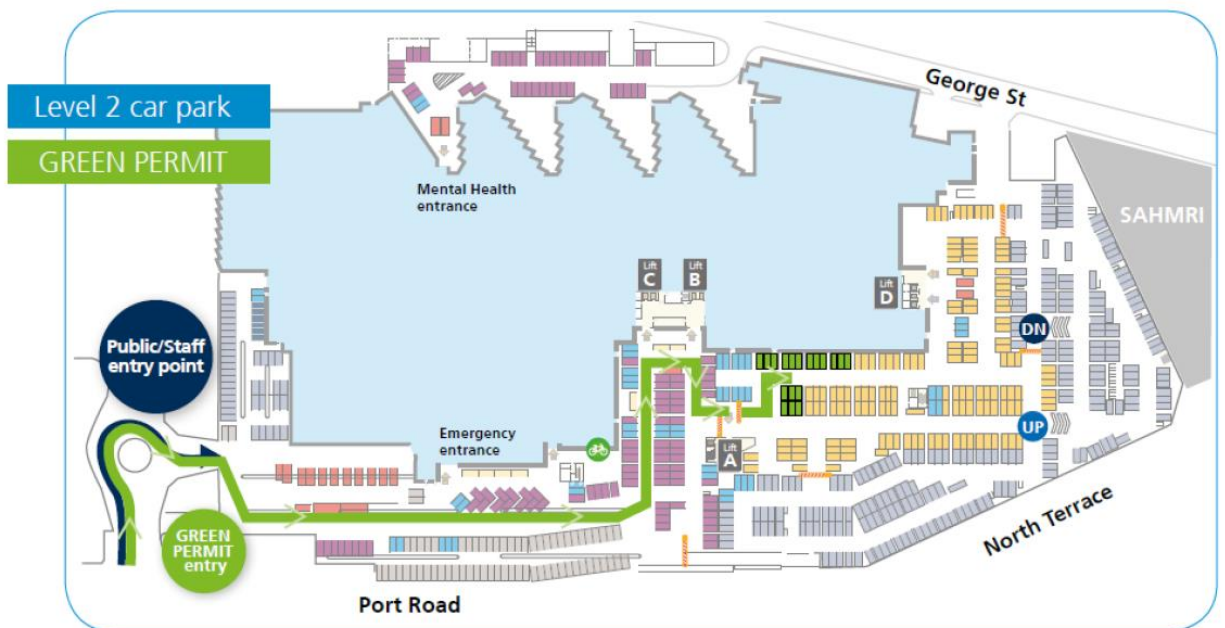 Level 2 car park
GREEN PERMIT
George St
SAHMRI
Mental Health
entrance
Lift
C
Lift
B
Lift
D
DN
Public/Staff
entry point
UP
Emergency
entrance
Lift
A
GREEN
PERMIT
entry
North Terrace
Port Road